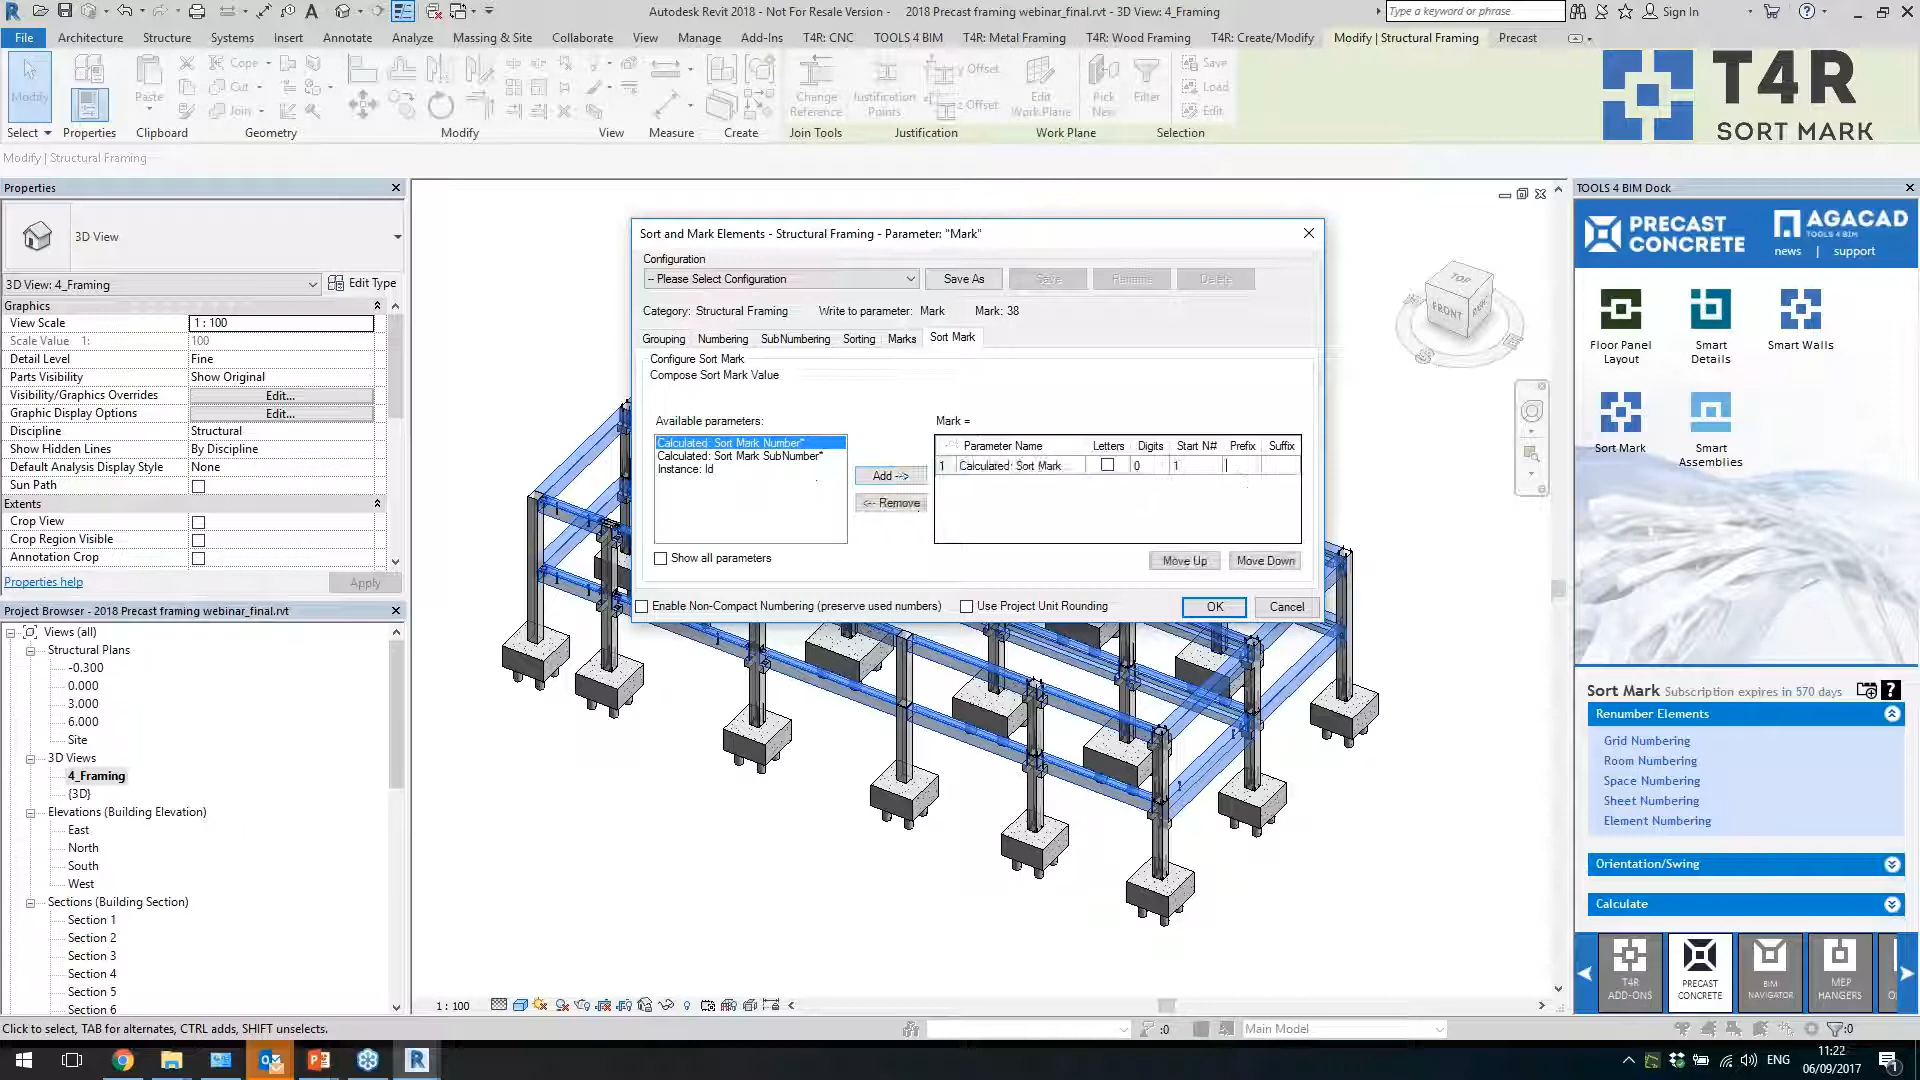 Autodesk Revit 2018 - Not For Resale Version - 2018 Precast framing webinar_final.rvt - 3D View: 4_Framing
Type a keyword or phrase
Sign In
File Architecture Structure Systems Insert Annotate Analyze Massing & Site Collaborate View Manage Add-Ins T4R: CNC TOOLS 4 BIM T4R: Metal Framing T4R: Wood Framing T4R: Create/Modify Modify | Structural Framing Precast
Modify
Paste
Cope
Cut
Join
Change Reference
Justification Points
Z Offset
Edit Work Plane
Pick New
Filter
Save
Load
Edit
Select Properties Clipboard Geometry Modify View Measure Create Join Tools Justification Work Plane Selection
T4R
SORT MARK
Modify | Structural Framing
Properties
3D View
3D View: 4_Framing Edit Type
Graphics
View Scale 1 : 100
Scale Value 1: 100
Detail Level Fine
Parts Visibility Show Original
Visibility/Graphics Overrides Edit...
Graphic Display Options Edit...
Discipline Structural
Show Hidden Lines By Discipline
Default Analysis Display Style None
Sun Path
Extents
Crop View
Crop Region Visible
Annotation Crop
Properties help Apply
Project Browser - 2018 Precast framing webinar_final.rvt
Views (all)
Structural Plans
-0.300
0.000
3.000
6.000
Site
3D Views
4_Framing
{3D}
Elevations (Building Elevation)
East
North
South
West
Sections (Building Section)
Section 1
Section 2
Section 3
Section 4
Section 5
Section 6
Sort and Mark Elements - Structural Framing - Parameter: "Mark"
Configuration
-- Please Select Configuration Save As Save Rename Delete
Category: Structural Framing Write to parameter: Mark Mark: 38
Grouping Numbering SubNumbering Sorting Marks Sort Mark
Configure Sort Mark
Compose Sort Mark Value
Available parameters:
Calculated: Sort Mark Number*
Calculated: Sort Mark SubNumber*
Instance: Id
Add -->
<-- Remove
Mark =
Parameter Name Letters Digits Start N# Prefix Suffix
1 Calculated: Sort Mark 0 1
Show all parameters
Move Up Move Down
Enable Non-Compact Numbering (preserve used numbers) Use Project Unit Rounding OK Cancel
TOP
FRONT
S
TOOLS 4 BIM Dock
PRECAST CONCRETE
AGACAD
TOOLS 4 BIM
news | support
Floor Panel Layout
Smart Details
Smart Walls
Sort Mark
Smart Assemblies
Sort Mark Subscription expires in 570 days
Renumber Elements
Grid Numbering
Room Numbering
Space Numbering
Sheet Numbering
Element Numbering
Orientation/Swing
Calculate
T4R ADD-ONS
PRECAST CONCRETE
BIM NAVIGATOR
MEP HANGERS
1 : 100
Click to select, TAB for alternates, CTRL adds, SHIFT unselects.
:0
Main Model
:0
ENG
11:22
06/09/2017